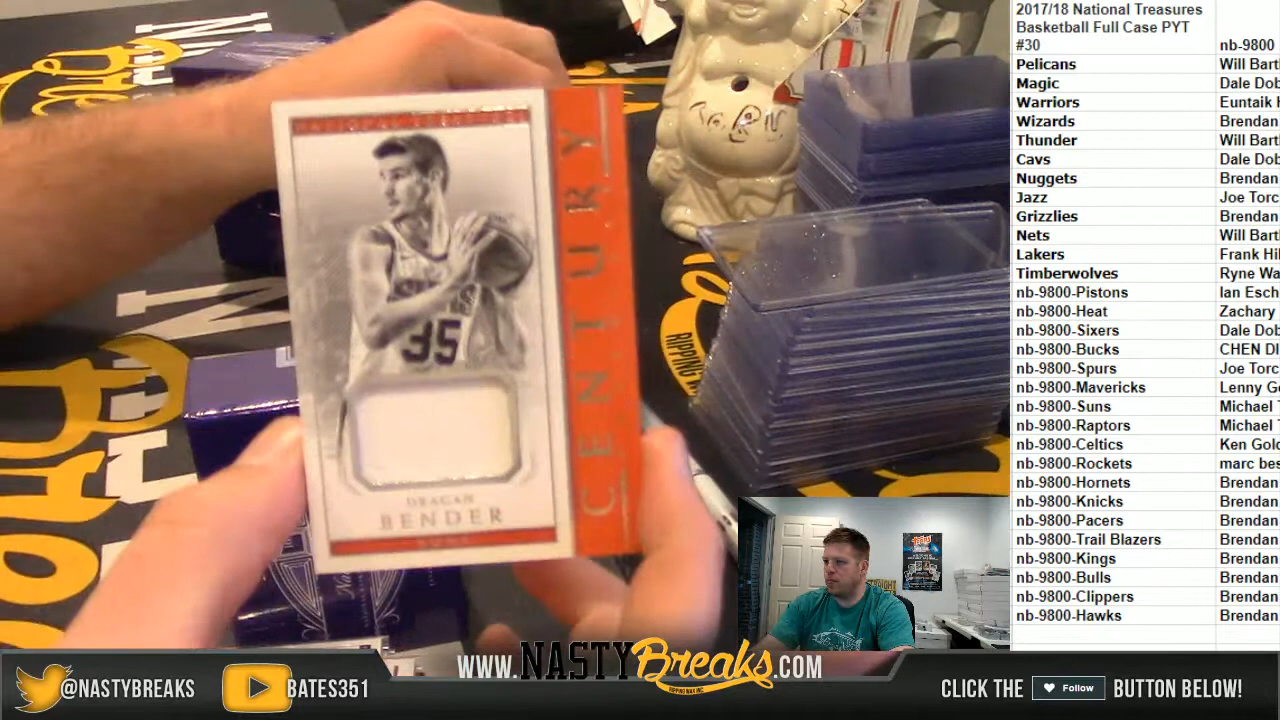 2017/18 National Treasures
Basketball Full Case PYT
#30 nb-9800
Pelicans Will Bart
Magic Dale Dob
Warriors Euntaik
Wizards Brendan
Thunder Will Bart
Cavs Dale Dob
Nuggets Brendan
Jazz Joe Torc
Grizzlies Brendan
Nets Will Bart
Lakers Frank Hi
Timberwolves Ryne Wa
nb-9800-Pistons Ian Esch
nb-9800-Heat Zachary
nb-9800-Sixers Dale Dob
nb-9800-Bucks CHEN DI
nb-9800-Spurs Joe Torc
nb-9800-Mavericks Lenny G
nb-9800-Suns Michael T
nb-9800-Raptors Michael T
nb-9800-Celtics Ken Gold
nb-9800-Rockets marc bes
nb-9800-Hornets Brendan
nb-9800-Knicks Brendan
nb-9800-Pacers Brendan
nb-9800-Trail Blazers Brendan
nb-9800-Kings Brendan
nb-9800-Bulls Brendan
nb-9800-Clippers Brendan
nb-9800-Hawks Brendan
CENTURY
35
DRAGAN
BENDER
SUNS
RIPPING
@NASTYBREAKS
BATES351
WWW.NASTYBreaks.COM
RIPPING WAX INC
CLICK THE Follow BUTTON BELOW!